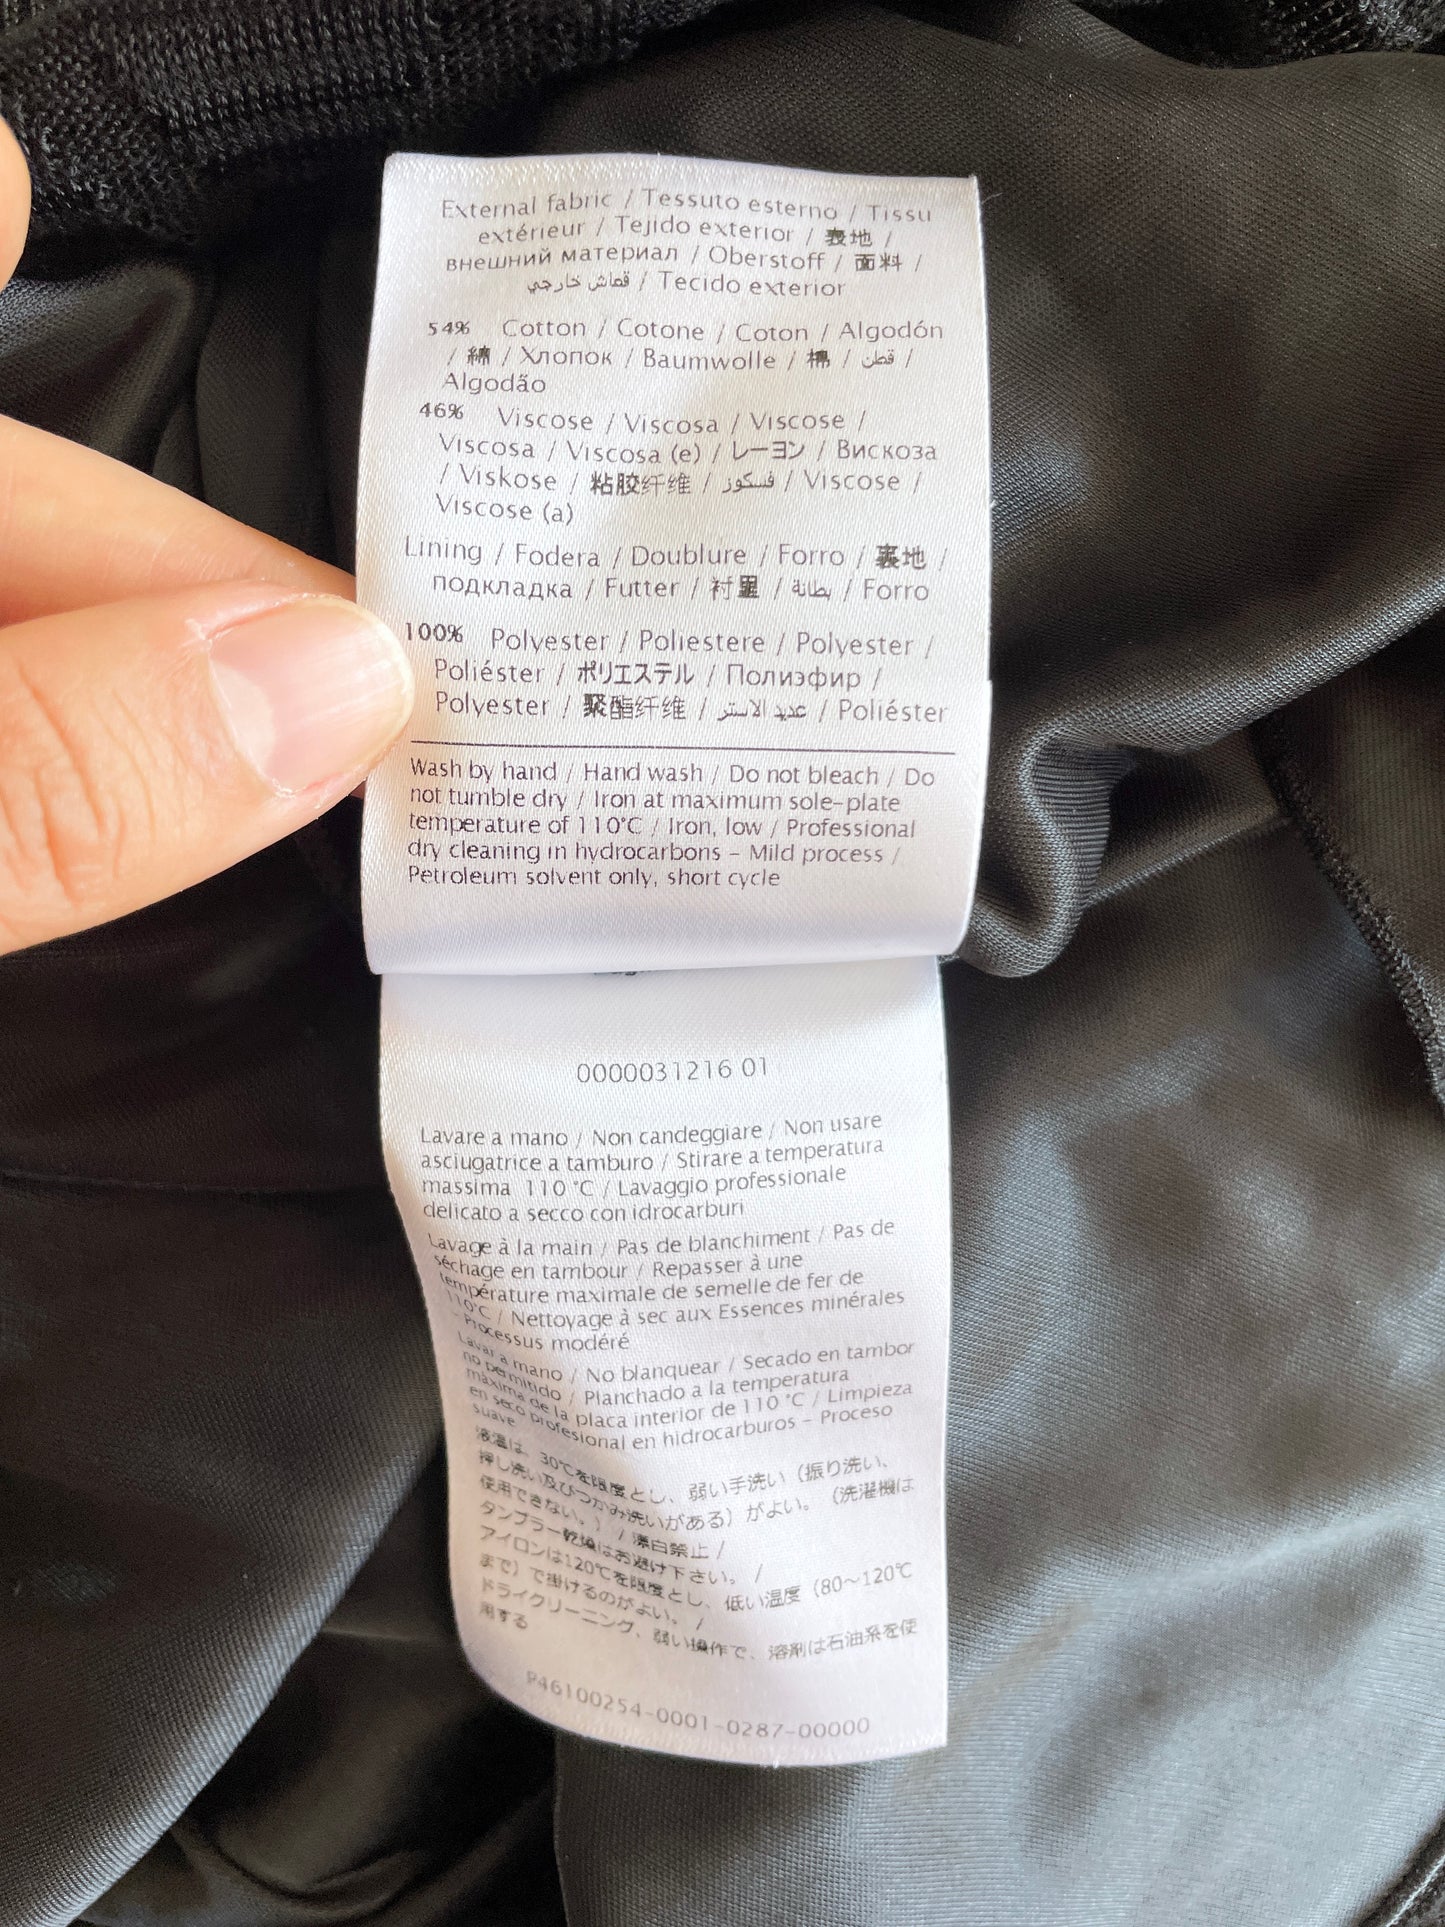 External fabric / Tessuto esterno / Tissu
extérieur / Tejido exterior / 表地 /
внешний материал / Oberstoff / 面料 /
قماش خارجي / Tecido exterior
54% Cotton / Cotone / Coton / Algodón
/ 綿 / Хлопок / Baumwolle / 棉 / قطن /
Algodão
46% Viscose / Viscosa / Viscose /
Viscosa / Viscosa (e) / レーヨン / Вискоза
/ Viskose / 粘胶纤维 / فسكوز / Viscose /
Viscose (a)
Lining / Fodera / Doublure / Forro / 裏地 /
подкладка / Futter / 衬里 / بطانة / Forro
100% Polyester / Poliestere / Polyester /
Poliéster / ポリエステル / Полиэфир /
Polyester / 聚酯纤维 / عديد الاستر / Poliéster
Wash by hand / Hand wash / Do not bleach / Do
not tumble dry / Iron at maximum sole-plate
temperature of 110°C / Iron, low / Professional
dry cleaning in hydrocarbons - Mild process /
Petroleum solvent only, short cycle
0000031216 01
Lavare a mano / Non candeggiare / Non usare
asciugatrice a tamburo / Stirare a temperatura
massima 110 °C / Lavaggio professionale
delicato a secco con idrocarburi
Lavage à la main / Pas de blanchiment / Pas de
séchage en tambour / Repasser à une
température maximale de semelle de fer de
110°C / Nettoyage à sec aux Essences minérales
- Processus modéré
Lavar a mano / No blanquear / Secado en tambor
no permitido / Planchado a la temperatura
máxima de la placa interior de 110 °C / Limpieza
en seco profesional en hidrocarburos - Proceso
suave
液温は、30℃を限度とし、弱い手洗い（振り洗い、
押し洗い及びつかみ洗いがある）がよい。（洗濯機は
使用できない。） / 漂白禁止 /
タンブラー乾燥はお避け下さい。 /
アイロンは120℃を限度とし、低い温度（80～120℃
まで）で掛けるのがよい。 /
ドライクリーニング、弱い操作で、溶剤は石油系を使
用する
P46100254-0001-0287-00000